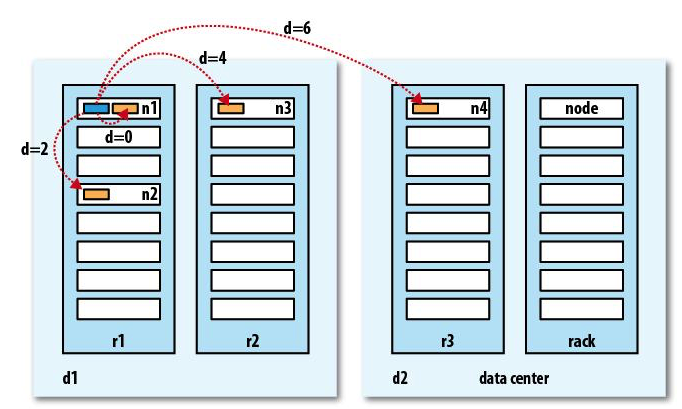 d=6
d=4
n1
n3
n4
node
d=0
d=2
n2
r1
r2
r3
rack
d1
d2
data center